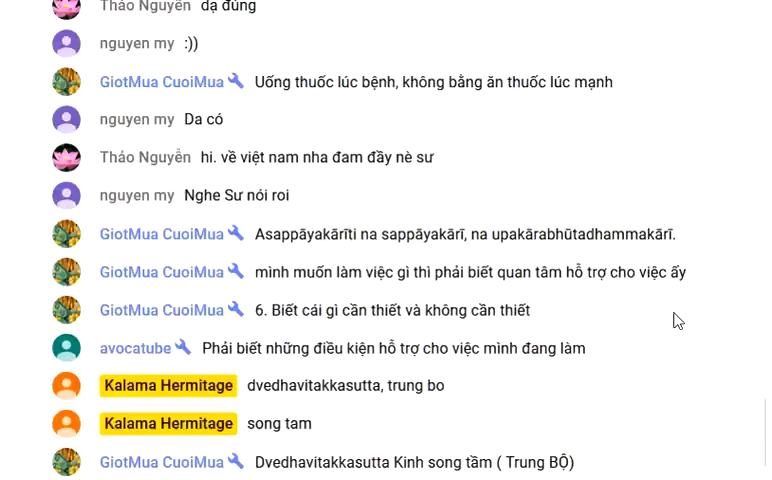 Thảo Nguyễn dạ đúng
nguyen my :))
GiotMua CuoiMua Uống thuốc lúc bệnh, không bằng ăn thuốc lúc mạnh
nguyen my Da có
Thảo Nguyễn hi. về việt nam nha đam đầy nè sư
nguyen my Nghe Sư nói roi
GiotMua CuoiMua Asappāyakārīti na sappāyakārī, na upakārabhūtadhammakārī.
GiotMua CuoiMua mình muốn làm việc gì thì phải biết quan tâm hỗ trợ cho việc ấy
GiotMua CuoiMua 6. Biết cái gì cần thiết và không cần thiết
avocatube Phải biết những điều kiện hỗ trợ cho việc mình đang làm
Kalama Hermitage dvedhavitakkasutta, trung bo
Kalama Hermitage song tam
GiotMua CuoiMua Dvedhavitakkasutta Kinh song tầm ( Trung BỘ)